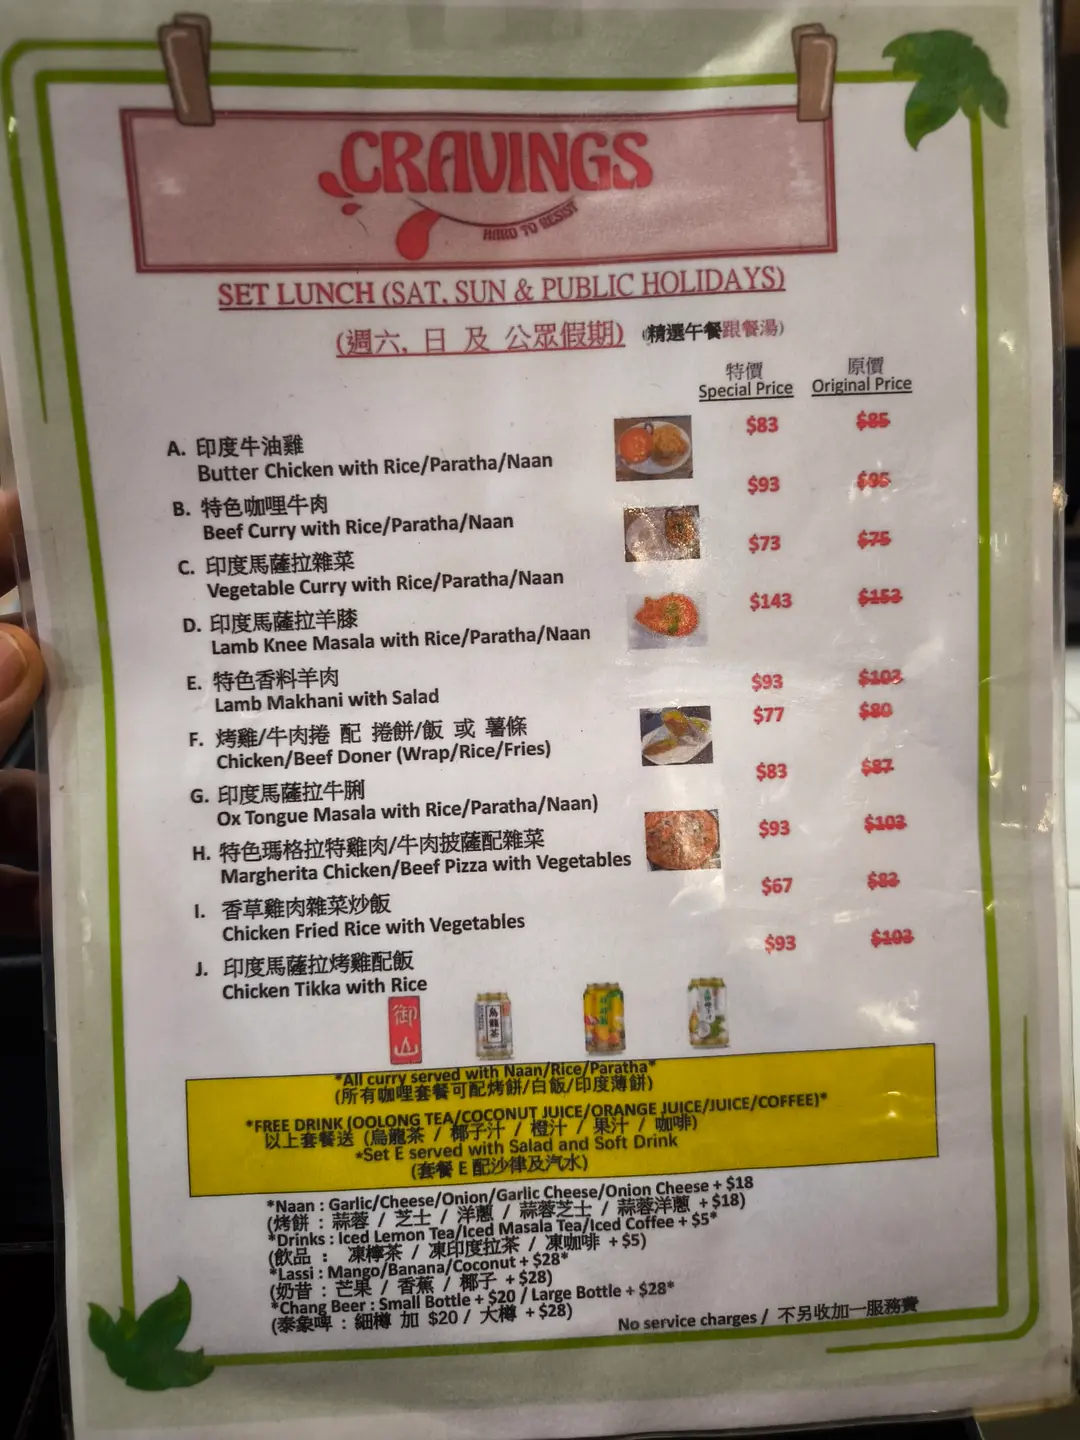 CRAVINGS
HARD TO RESIST
SET LUNCH (SAT, SUN & PUBLIC HOLIDAYS)
(週六, 日 及 公眾假期) (精選午餐跟餐湯)
特價 原價
Special Price Original Price
$83 $85
A. 印度牛油雞
Butter Chicken with Rice/Paratha/Naan
$93 $95
B. 特色咖哩牛肉
Beef Curry with Rice/Paratha/Naan
$73 $75
C. 印度馬薩拉雜菜
Vegetable Curry with Rice/Paratha/Naan
$143 $153
D. 印度馬薩拉羊膝
Lamb Knee Masala with Rice/Paratha/Naan
E. 特色香料羊肉
$93 $103
Lamb Makhani with Salad
$77 $80
F. 烤雞/牛肉捲 配 捲餅/飯 或 薯條
Chicken/Beef Doner (Wrap/Rice/Fries)
$83 $87
G. 印度馬薩拉牛脷
Ox Tongue Masala with Rice/Paratha/Naan)
$93 $103
H. 特色瑪格拉特雞肉/牛肉披薩配雜菜
Margherita Chicken/Beef Pizza with Vegetables
$67 $83
I. 香草雞肉雜菜炒飯
Chicken Fried Rice with Vegetables
$93 $103
J. 印度馬薩拉烤雞配飯
Chicken Tikka with Rice
御
山
烏龍茶
*All curry served with Naan/Rice/Paratha*
(所有咖哩套餐可配烤餅/白飯/印度薄餅)
*FREE DRINK (OOLONG TEA/COCONUT JUICE/ORANGE JUICE/JUICE/COFFEE)*
以上套餐送 (烏龍茶 / 椰子汁 / 橙汁 / 果汁 / 咖啡)
*Set E served with Salad and Soft Drink
(套餐 E 配沙律及汽水)
*Naan : Garlic/Cheese/Onion/Garlic Cheese/Onion Cheese + $18
(烤餅 : 蒜蓉 / 芝士 / 洋蔥 / 蒜蓉芝士 / 蒜蓉洋蔥 + $18)
*Drinks : Iced Lemon Tea/Iced Masala Tea/Iced Coffee + $5*
(飲品 : 凍檸茶 / 凍印度拉茶 / 凍咖啡 + $5)
*Lassi : Mango/Banana/Coconut + $28*
(奶昔 : 芒果 / 香蕉 / 椰子 + $28)
*Chang Beer : Small Bottle + $20 / Large Bottle + $28*
(泰象啤 : 細樽 加 $20 / 大樽 + $28)
No service charges / 不另收加一服務費